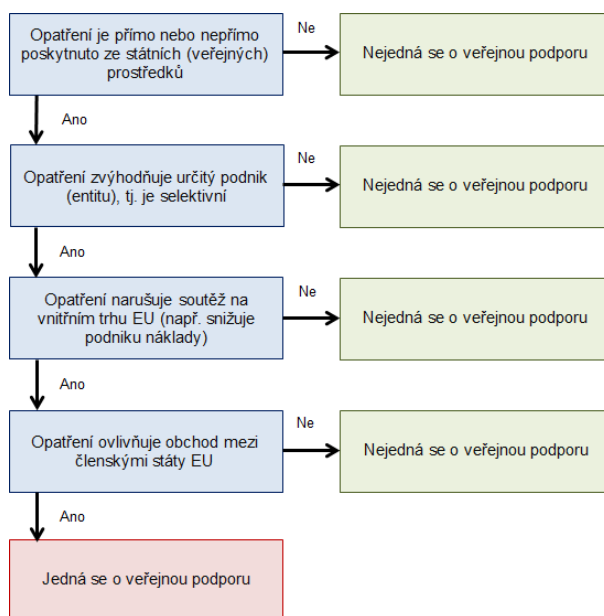 Opatření je přímo nebo nepřímo
poskytnuto ze státních (veřejných)
prostředků
Ne
Nejedná se o veřejnou podporu
Ano
Opatření zvýhodňuje určitý podnik
(entitu), tj. je selektivní
Ne
Nejedná se o veřejnou podporu
Ano
Opatření narušuje soutěž na
vnitřním trhu EU (např. snižuje
podniku náklady)
Ne
Nejedná se o veřejnou podporu
Ano
Opatření ovlivňuje obchod mezi
členskými státy EU
Ne
Nejedná se o veřejnou podporu
Ano
Jedná se o veřejnou podporu